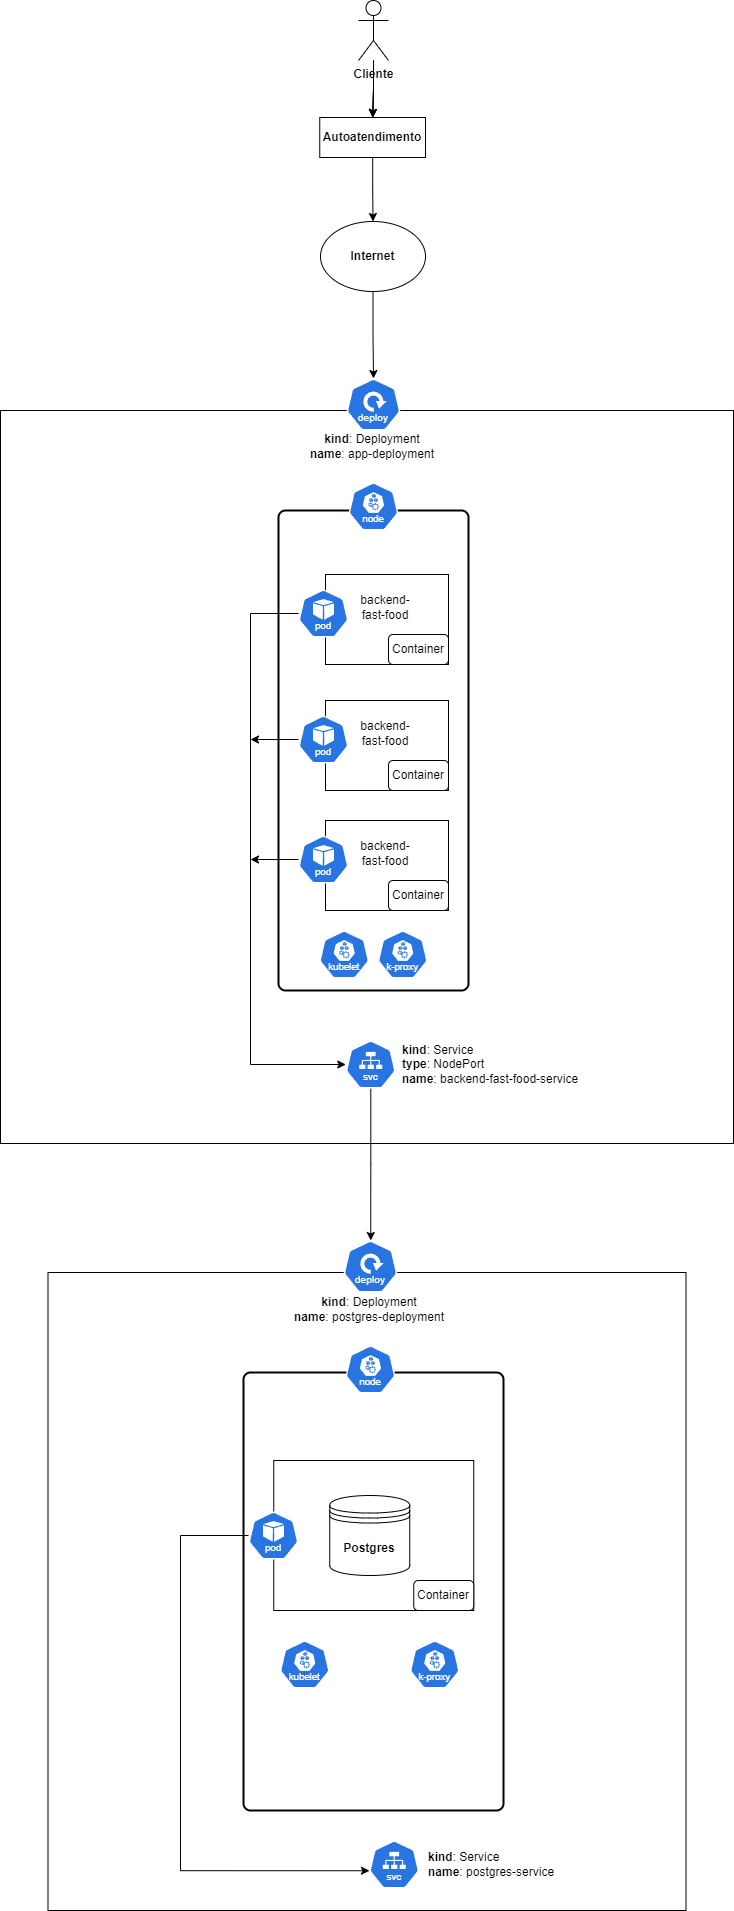 Cliente
Autoatendimento
Internet
deploy
kind: Deployment
name: app-deployment
node
backend-
fast-food
pod
Container
backend-
fast-food
pod
Container
backend-
fast-food
pod
Container
kubelet
k-proxy
svc
kind: Service
type: NodePort
name: backend-fast-food-service
deploy
kind: Deployment
name: postgres-deployment
node
pod
Postgres
Container
kubelet
k-proxy
svc
kind: Service
name: postgres-service